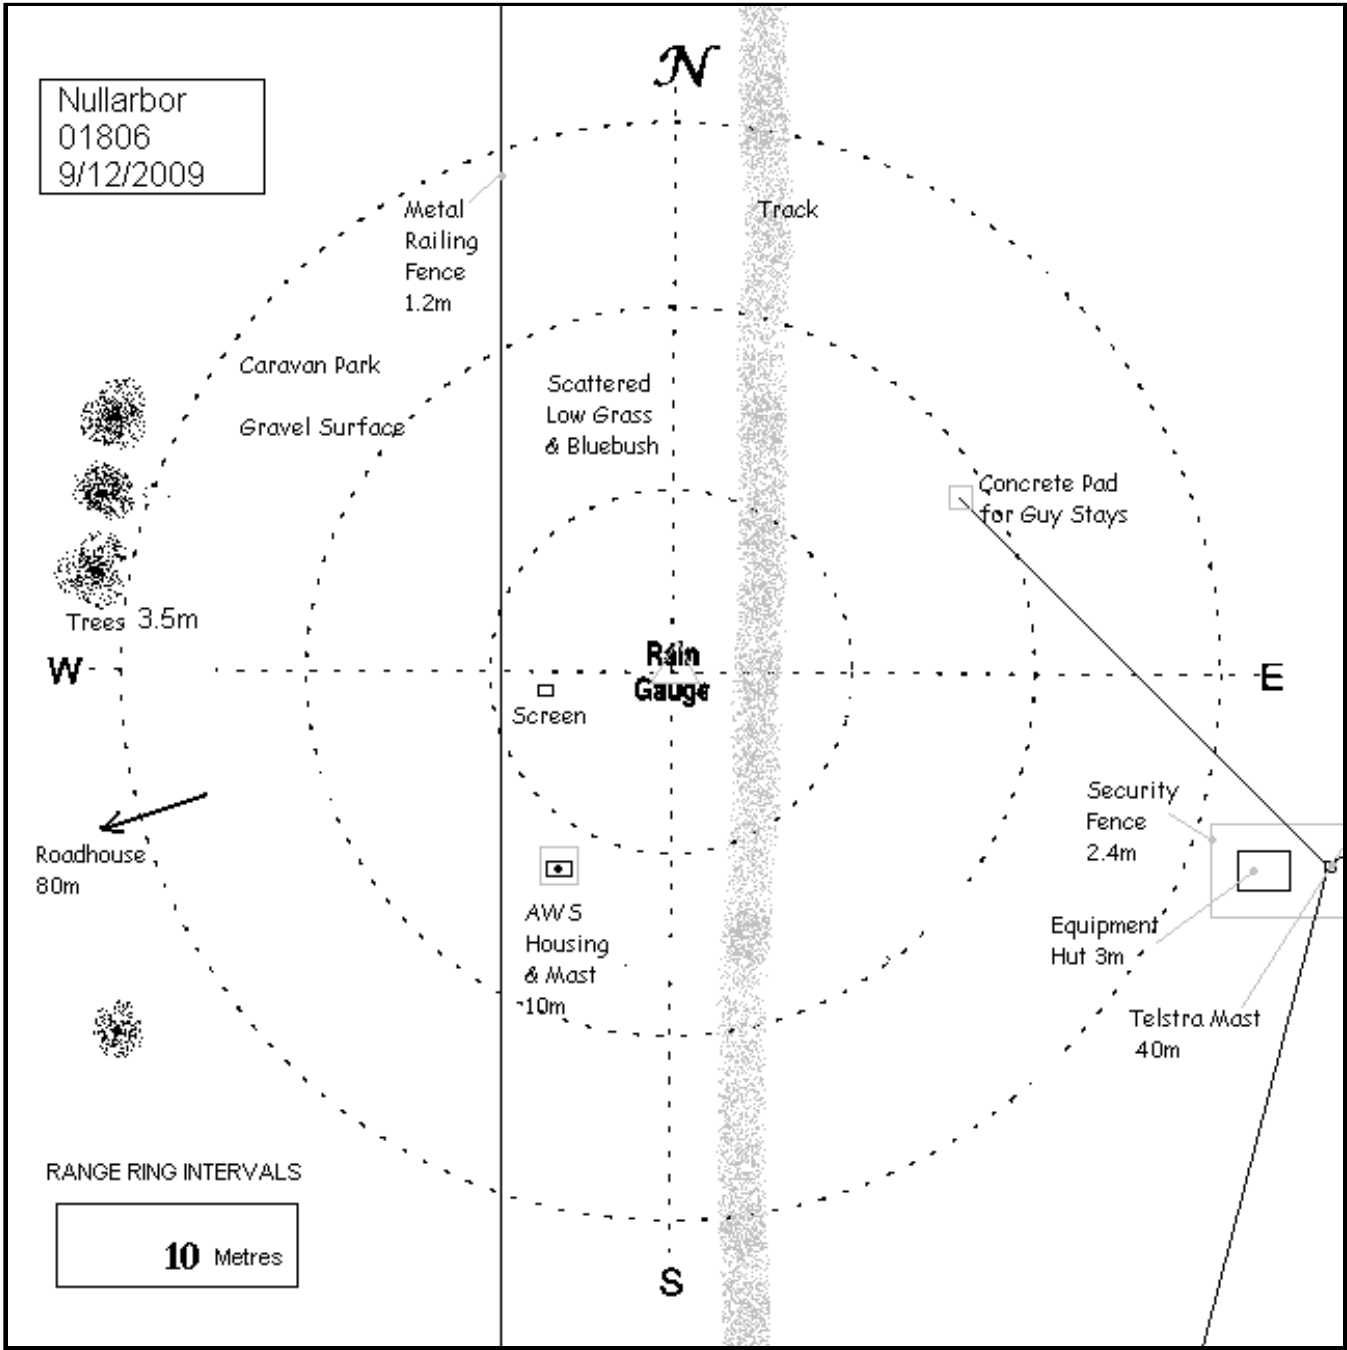 N
Nullarbor
01806
9/12/2009
Metal
Railing
Fence
1.2m
Track
Caravan Park
Gravel Surface
Scattered
Low Grass
& Bluebush
Concrete Pad
for Guy Stays
Trees 3.5m
W
Rain
Gauge
E
Screen
Security
Fence
2.4m
Roadhouse
80m
AWS
Housing
& Mast
10m
Equipment
Hut 3m
Telstra Mast
40m
RANGE RING INTERVALS
10 Metres
S